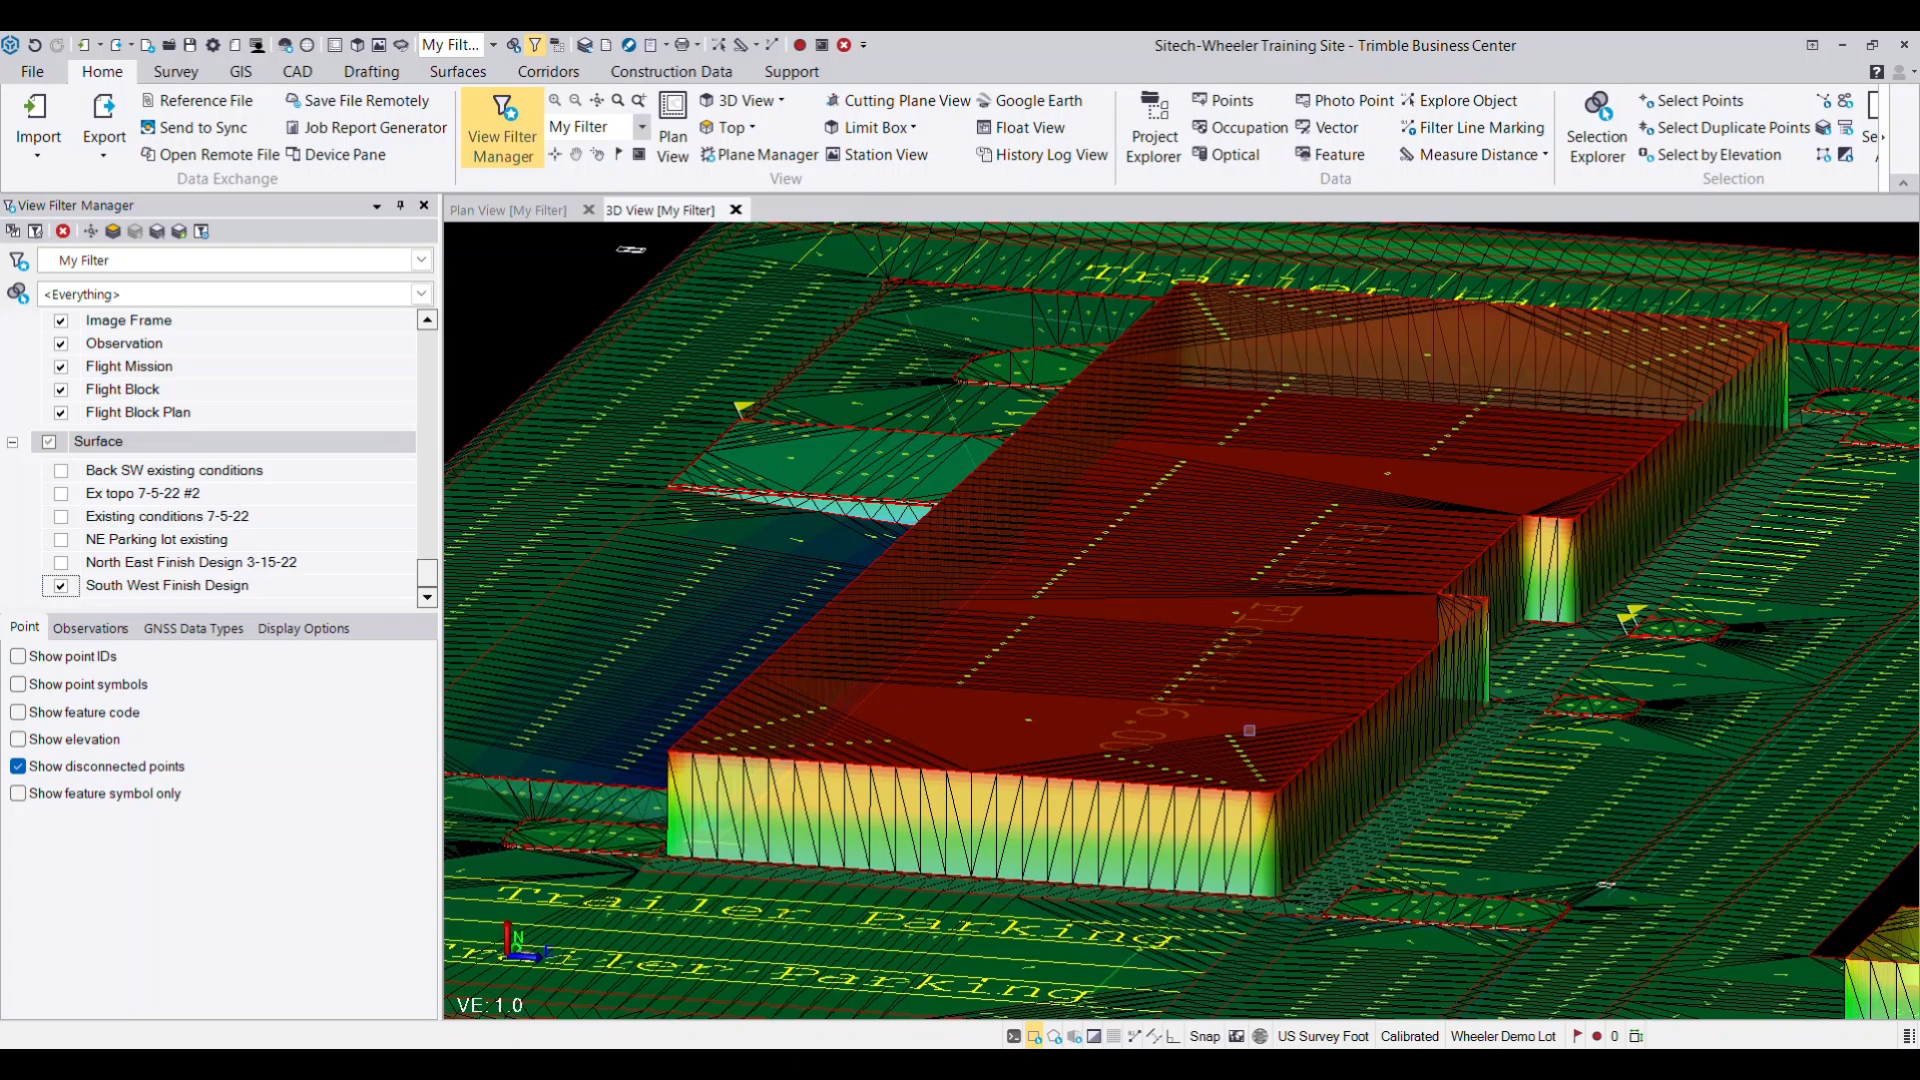 My Filt...
Sitech-Wheeler Training Site - Trimble Business Center
File Home Survey GIS CAD Drafting Surfaces Corridors Construction Data Support
Import
Export
Reference File
Send to Sync
Open Remote File
Save File Remotely
Job Report Generator
Device Pane
Data Exchange
View Filter
Manager
My Filter
Plan
View
3D View
Top
Plane Manager
Cutting Plane View
Limit Box
Station View
Google Earth
Float View
History Log View
View
Project
Explorer
Points
Occupation
Optical
Photo Point
Vector
Feature
Explore Object
Filter Line Marking
Measure Distance
Data
Selection
Explorer
Select Points
Select Duplicate Points
Select by Elevation
Se
Selection
View Filter Manager
My Filter
<Everything>
Image Frame
Observation
Flight Mission
Flight Block
Flight Block Plan
Surface
Back SW existing conditions
Ex topo 7-5-22 #2
Existing conditions 7-5-22
NE Parking lot existing
North East Finish Design 3-15-22
South West Finish Design
Point Observations GNSS Data Types Display Options
Show point IDs
Show point symbols
Show feature code
Show elevation
Show disconnected points
Show feature symbol only
Plan View [My Filter]
3D View [My Filter]
Trailer Parking
Trailer Parking
N
VE: 1.0
Snap
US Survey Foot
Calibrated
Wheeler Demo Lot
0